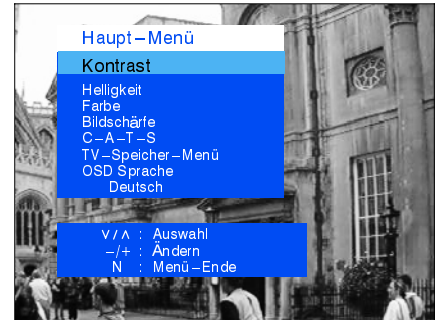 Haupt–Menü
Kontrast
Helligkeit
Farbe
Bildschärfe
C–A–T–S
TV–Speicher–Menü
OSD Sprache
Deutsch
∨/∧ : Auswahl
–/+ : Ändern
N : Menü–Ende